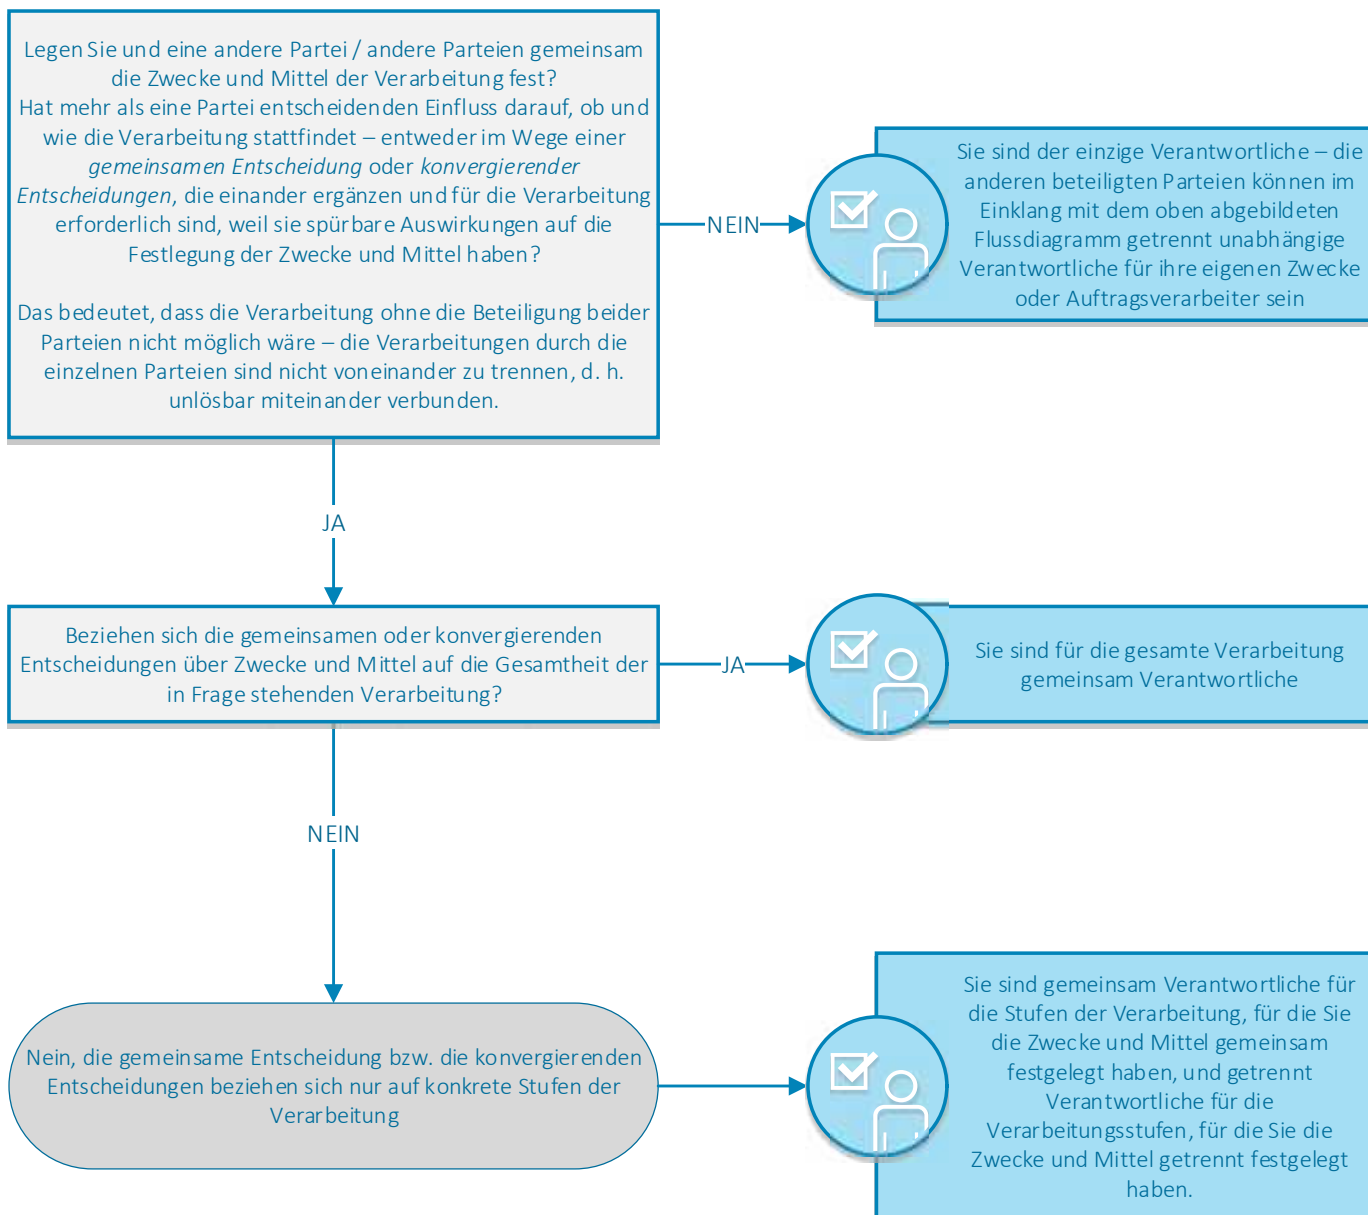 Legen Sie und eine andere Partei / andere Parteien gemeinsam
die Zwecke und Mittel der Verarbeitung fest?
Hat mehr als eine Partei entscheidenden Einfluss darauf, ob und
wie die Verarbeitung stattfindet – entweder im Wege einer
gemeinsamen Entscheidung oder konvergierender
Entscheidungen, die einander ergänzen und für die Verarbeitung
erforderlich sind, weil sie spürbare Auswirkungen auf die
Festlegung der Zwecke und Mittel haben?
Das bedeutet, dass die Verarbeitung ohne die Beteiligung beider
Parteien nicht möglich wäre – die Verarbeitungen durch die
einzelnen Parteien sind nicht voneinander zu trennen, d. h.
unlösbar miteinander verbunden.
NEIN
Sie sind der einzige Verantwortliche – die
anderen beteiligten Parteien können im
Einklang mit dem oben abgebildeten
Flussdiagramm getrennt unabhängige
Verantwortliche für ihre eigenen Zwecke
oder Auftragsverarbeiter sein
JA
Beziehen sich die gemeinsamen oder konvergierenden
Entscheidungen über Zwecke und Mittel auf die Gesamtheit der
in Frage stehenden Verarbeitung?
JA
Sie sind für die gesamte Verarbeitung
gemeinsam Verantwortliche
NEIN
Nein, die gemeinsame Entscheidung bzw. die konvergierenden
Entscheidungen beziehen sich nur auf konkrete Stufen der
Verarbeitung
Sie sind gemeinsam Verantwortliche für
die Stufen der Verarbeitung, für die Sie
die Zwecke und Mittel gemeinsam
festgelegt haben, und getrennt
Verantwortliche für die
Verarbeitungsstufen, für die Sie die
Zwecke und Mittel getrennt festgelegt
haben.